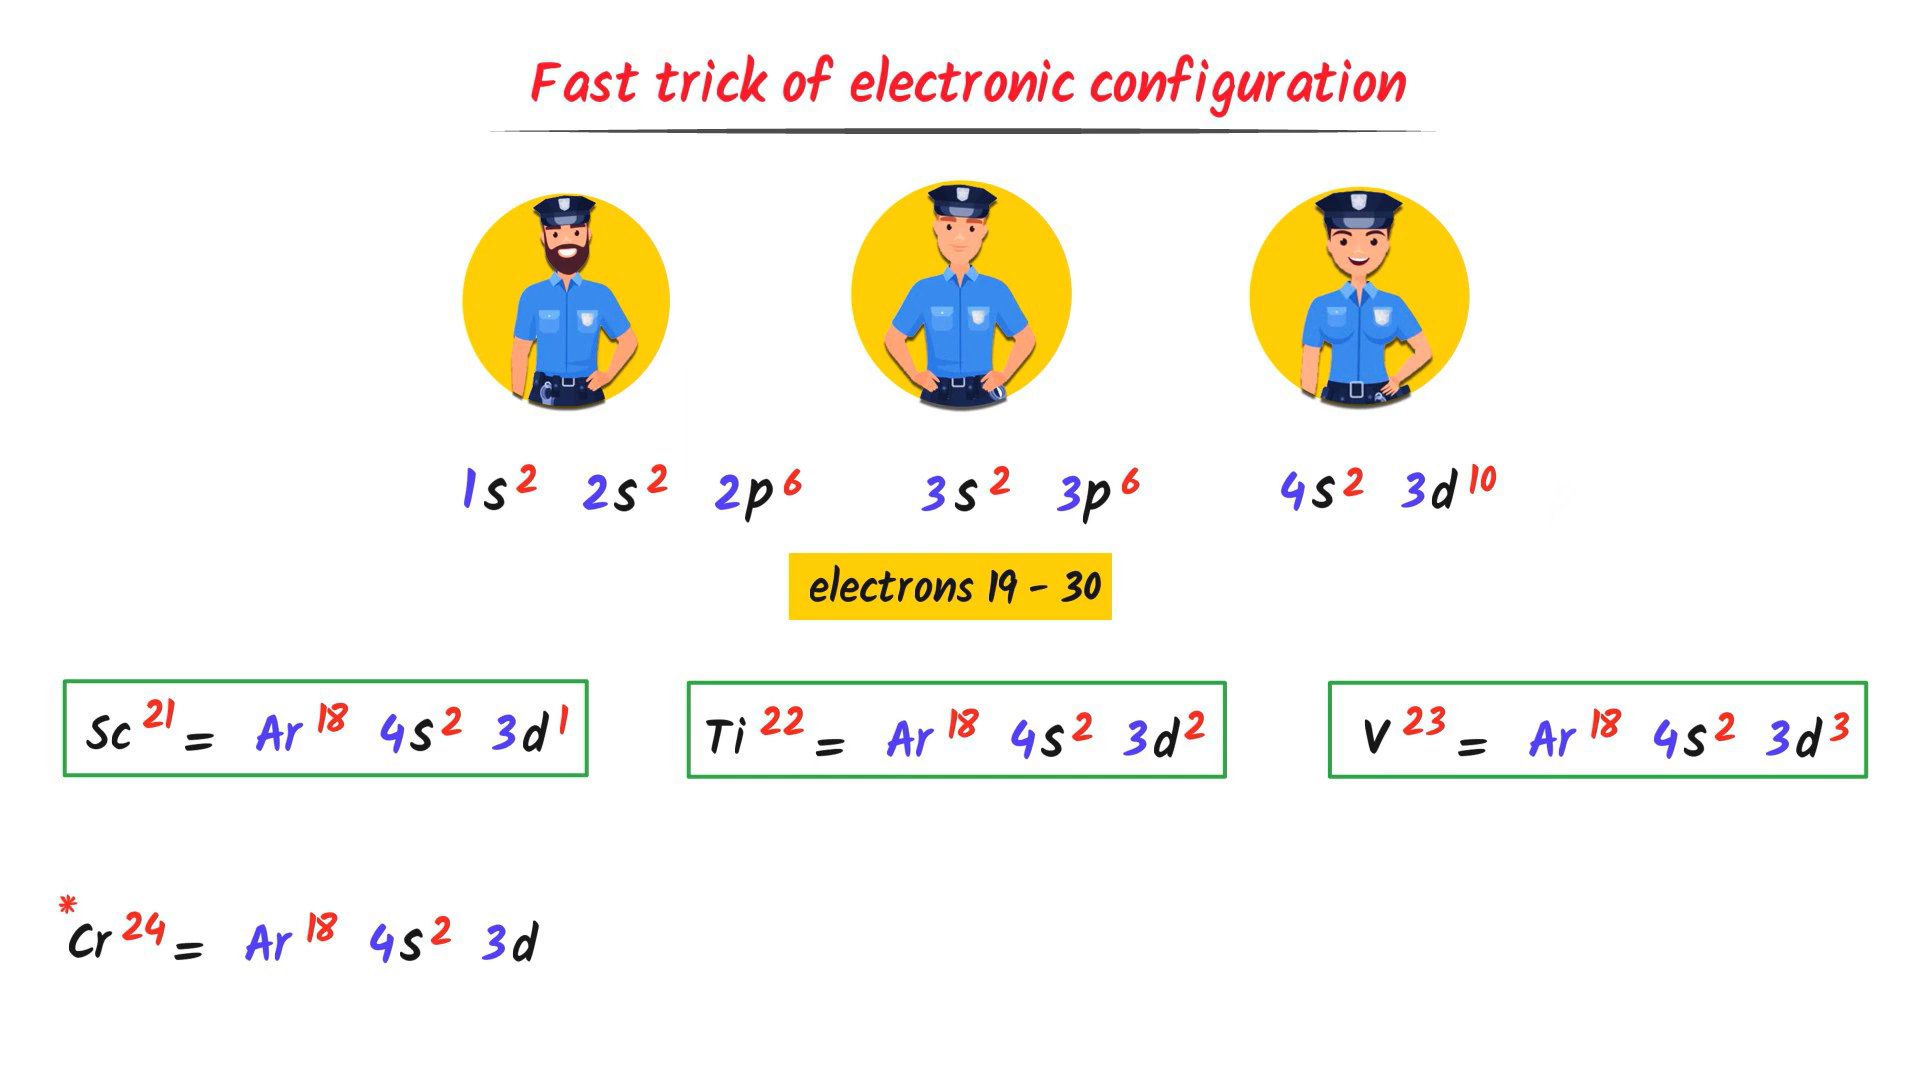 Fast trick of electronic configuration
1s² 2s² 2p⁶ 3s² 3p⁶ 4s² 3d¹⁰
electrons 19 - 30
Sc²¹ = Ar¹⁸ 4s² 3d¹ Ti²² = Ar¹⁸ 4s² 3d² V²³ = Ar¹⁸ 4s² 3d³
*Cr²⁴ = Ar¹⁸ 4s² 3d